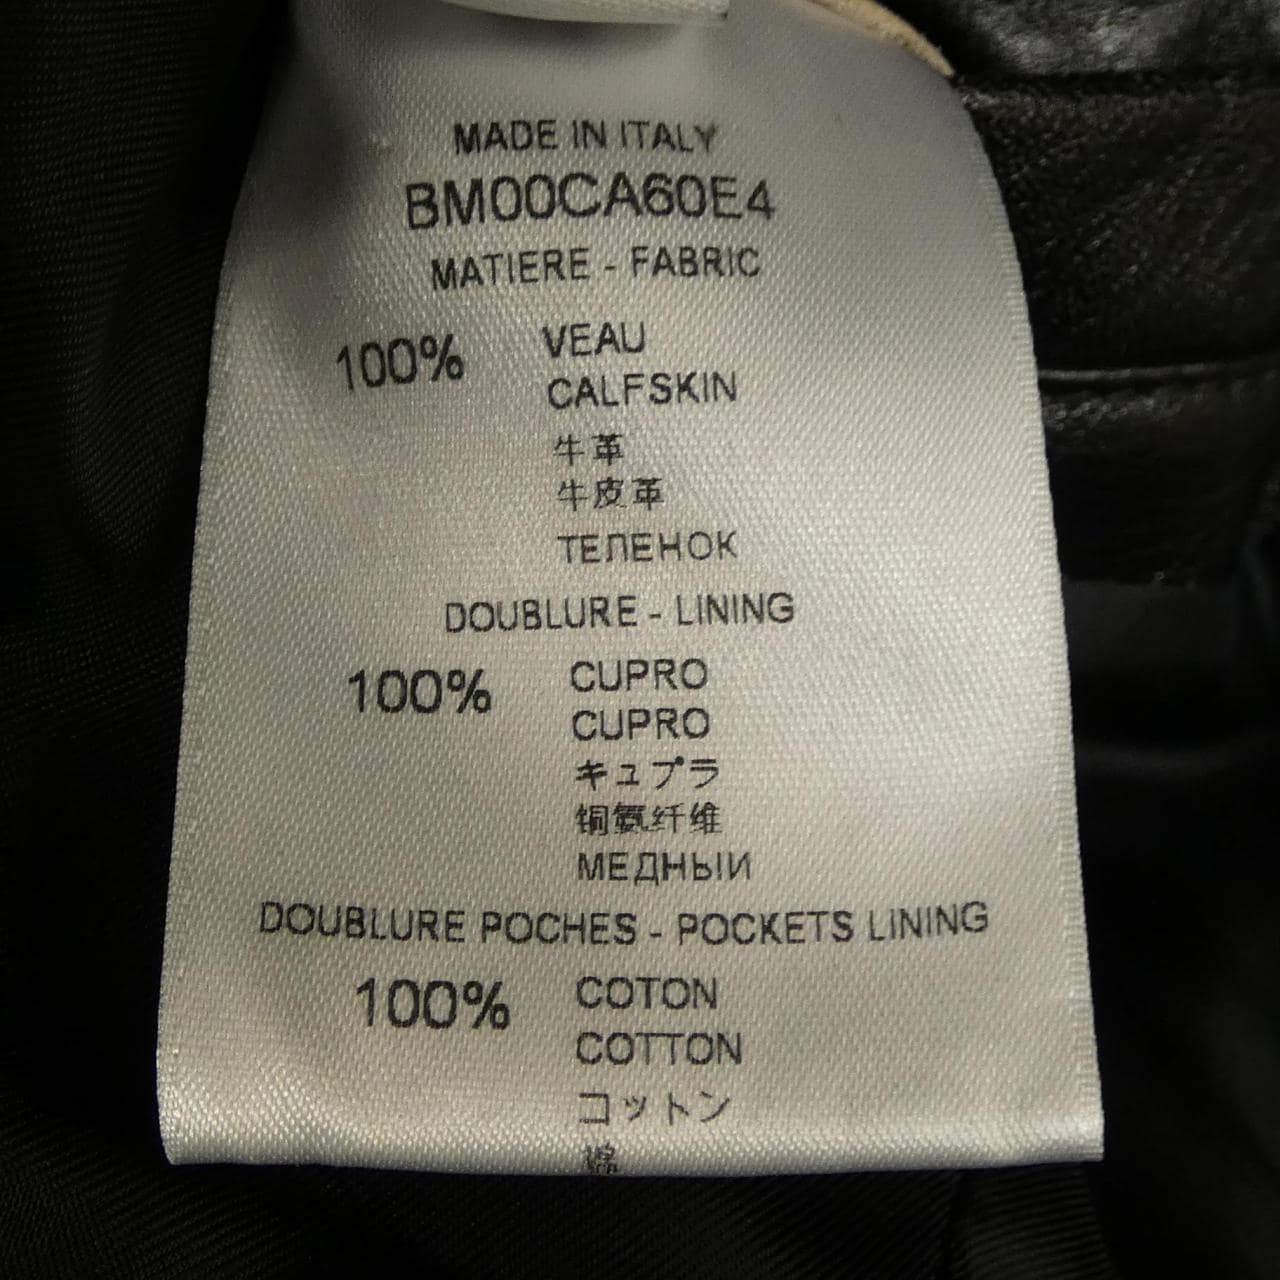 MADE IN ITALY
BM00CA60E4
MATIERE - FABRIC
100% VEAU
CALFSKIN
牛革
牛皮革
ТЕЛЕНОК
DOUBLURE - LINING
100% CUPRO
CUPRO
キュプラ
铜氨纤维
МЕДНЫЙ
DOUBLURE POCHES - POCKETS LINING
100% COTON
COTTON
コットン
棉